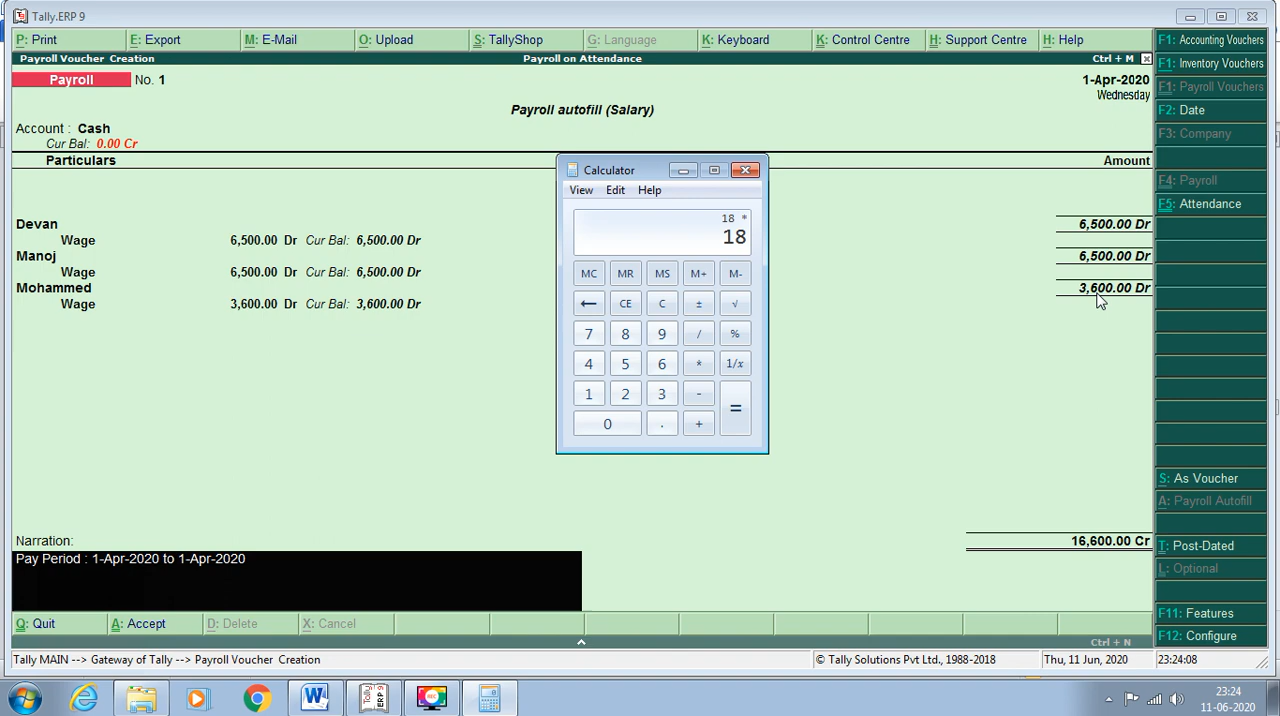 Tally.ERP 9
P: Print E: Export M: E-Mail O: Upload S: TallyShop G: Language K: Keyboard K: Control Centre H: Support Centre H: Help
Payroll Voucher Creation Payroll on Attendance Ctrl + M
Payroll No. 1 1-Apr-2020
Wednesday
Payroll autofill (Salary)
Account : Cash
Cur Bal: 0.00 Cr
Particulars Amount
Devan 6,500.00 Dr
Wage 6,500.00 Dr Cur Bal: 6,500.00 Dr
Manoj 6,500.00 Dr
Wage 6,500.00 Dr Cur Bal: 6,500.00 Dr
Mohammed 3,600.00 Dr
Wage 3,600.00 Dr Cur Bal: 3,600.00 Dr
Calculator
View Edit Help
18 *
18
MC MR MS M+ M-
← CE C ± √
7 8 9 / %
4 5 6 * 1/x
1 2 3 - =
0 . +
Narration: 16,600.00 Cr
Pay Period : 1-Apr-2020 to 1-Apr-2020
Q: Quit A: Accept D: Delete X: Cancel
Ctrl + N
F1: Accounting Vouchers
F1: Inventory Vouchers
F1: Payroll Vouchers
F2: Date
F3: Company
F4: Payroll
F5: Attendance
S: As Voucher
A: Payroll Autofill
T: Post-Dated
L: Optional
F11: Features
F12: Configure
Tally MAIN --> Gateway of Tally --> Payroll Voucher Creation © Tally Solutions Pvt Ltd., 1988-2018 Thu, 11 Jun, 2020 23:24:08
23:24
11-06-2020